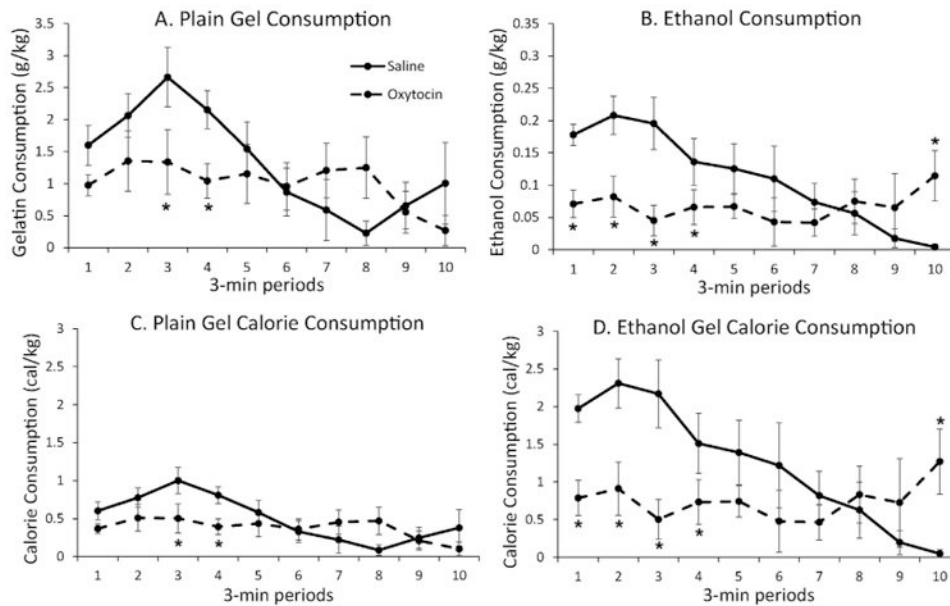 A. Plain Gel Consumption
Gelatin Consumption (g/kg)
3.5
3
2.5
2
1.5
1
0.5
0
Saline
Oxytocin
* *
1 2 3 4 5 6 7 8 9 10
3-min periods
B. Ethanol Consumption
Ethanol Consumption (g/kg)
0.3
0.25
0.2
0.15
0.1
0.05
0
*
* * * *
1 2 3 4 5 6 7 8 9 10
3-min periods
C. Plain Gel Calorie Consumption
Calorie Consumption (cal/kg)
3
2.5
2
1.5
1
0.5
0
* *
1 2 3 4 5 6 7 8 9 10
3-min periods
D. Ethanol Gel Calorie Consumption
Calorie Consumption (cal/kg)
3
2.5
2
1.5
1
0.5
0
*
* * * *
1 2 3 4 5 6 7 8 9 10
3-min periods